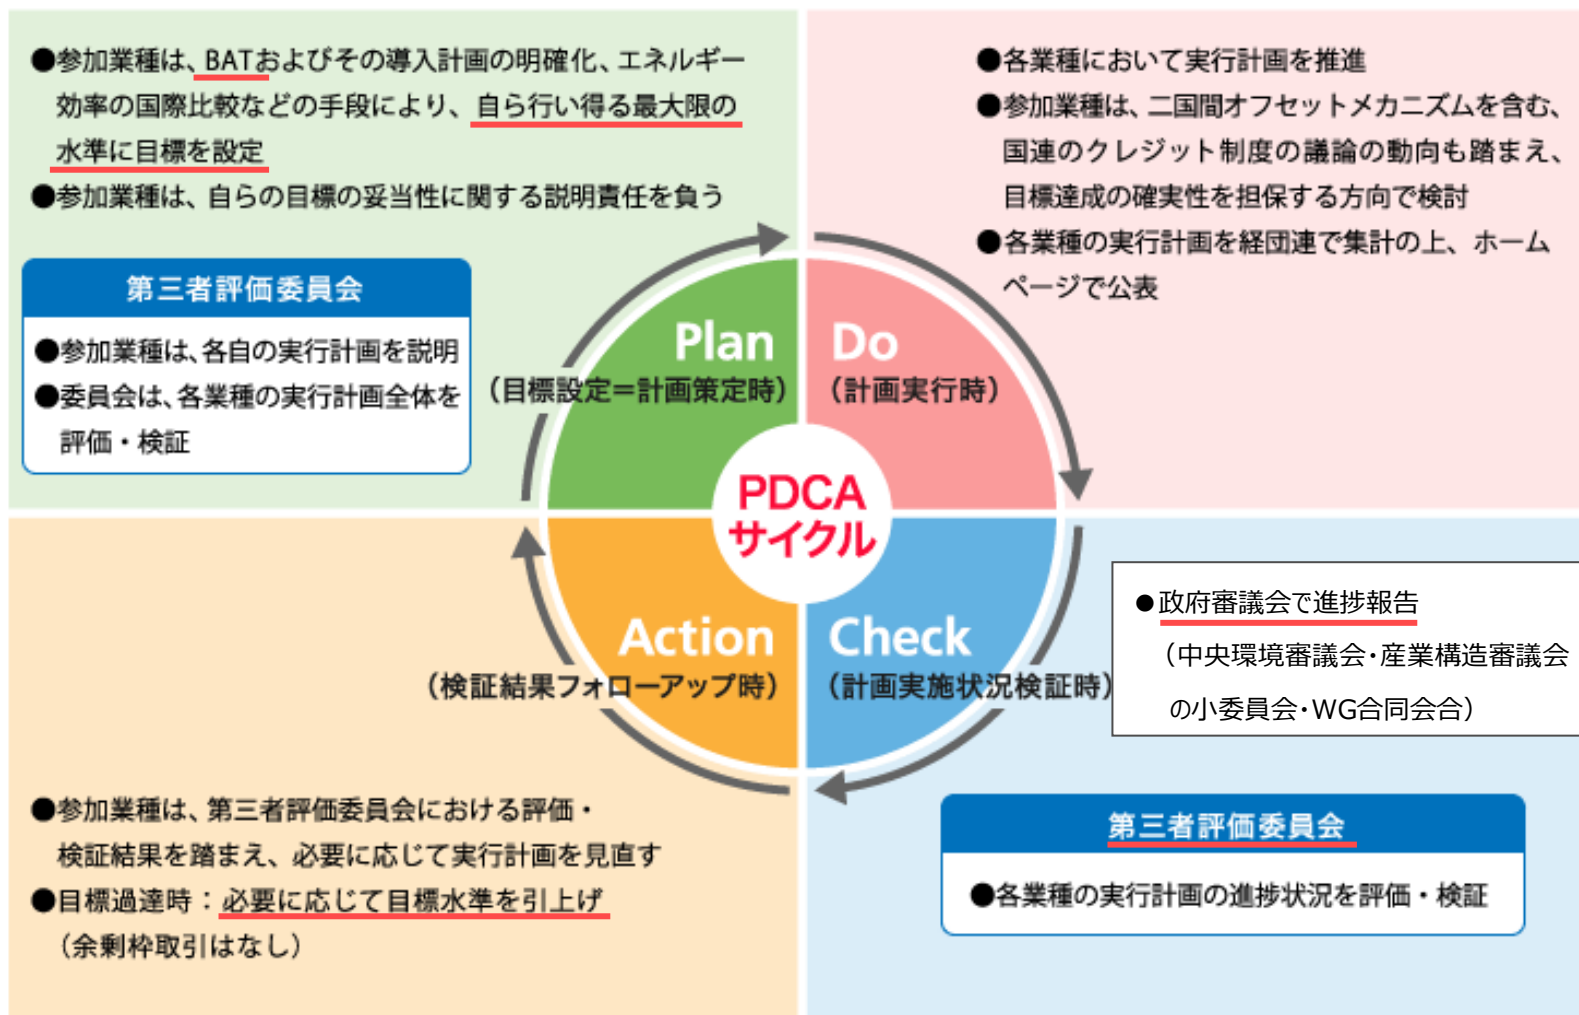 ●参加業種は、BATおよびその導入計画の明確化、エネルギー
効率の国際比較などの手段により、自ら行い得る最大限の
水準に目標を設定
●参加業種は、自らの目標の妥当性に関する説明責任を負う
第三者評価委員会
●参加業種は、各自の実行計画を説明
●委員会は、各業種の実行計画全体を
評価・検証
Plan
（目標設定＝計画策定時）
●各業種において実行計画を推進
●参加業種は、二国間オフセットメカニズムを含む、
国連のクレジット制度の議論の動向も踏まえ、
目標達成の確実性を担保する方向で検討
●各業種の実行計画を経団連で集計の上、ホーム
ページで公表
Do
（計画実行時）
PDCA
サイクル
Action
（検証結果フォローアップ時）
●参加業種は、第三者評価委員会における評価・
検証結果を踏まえ、必要に応じて実行計画を見直す
●目標過達時：必要に応じて目標水準を引上げ
（余剰枠取引はなし）
Check
（計画実施状況検証時）
●政府審議会で進捗報告
（中央環境審議会・産業構造審議会
の小委員会・WG合同会合）
第三者評価委員会
●各業種の実行計画の進捗状況を評価・検証